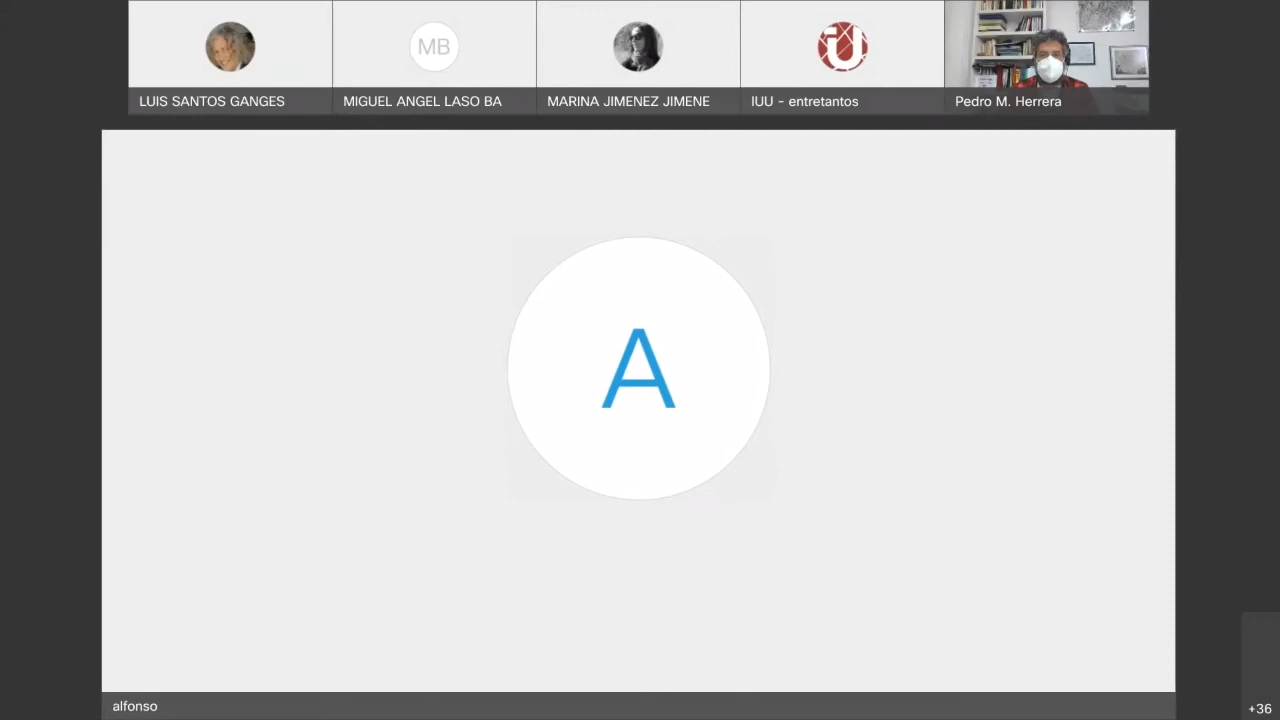 MB
LUIS SANTOS GANGES
MIGUEL ANGEL LASO BA
MARINA JIMENEZ JIMENE
IUU - entretantos
Pedro M. Herrera
A
alfonso
+36